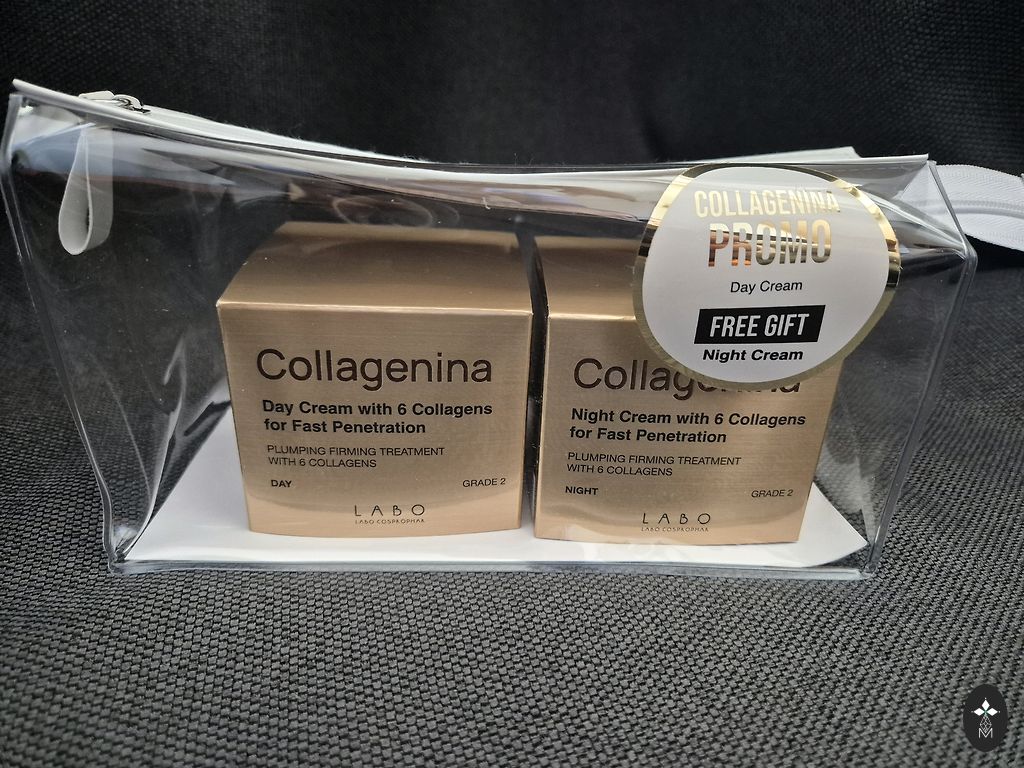 COLLAGENINA
PROMO
Day Cream
FREE GIFT
Night Cream
Collagenina
Day Cream with 6 Collagens
for Fast Penetration
PLUMPING FIRMING TREATMENT
WITH 6 COLLAGENS
DAY
GRADE 2
LABO
LABO COSPROPHAR
Collagenina
Night Cream with 6 Collagens
for Fast Penetration
PLUMPING FIRMING TREATMENT
WITH 6 COLLAGENS
NIGHT
GRADE 2
LABO
LABO COSPROPHAR
M